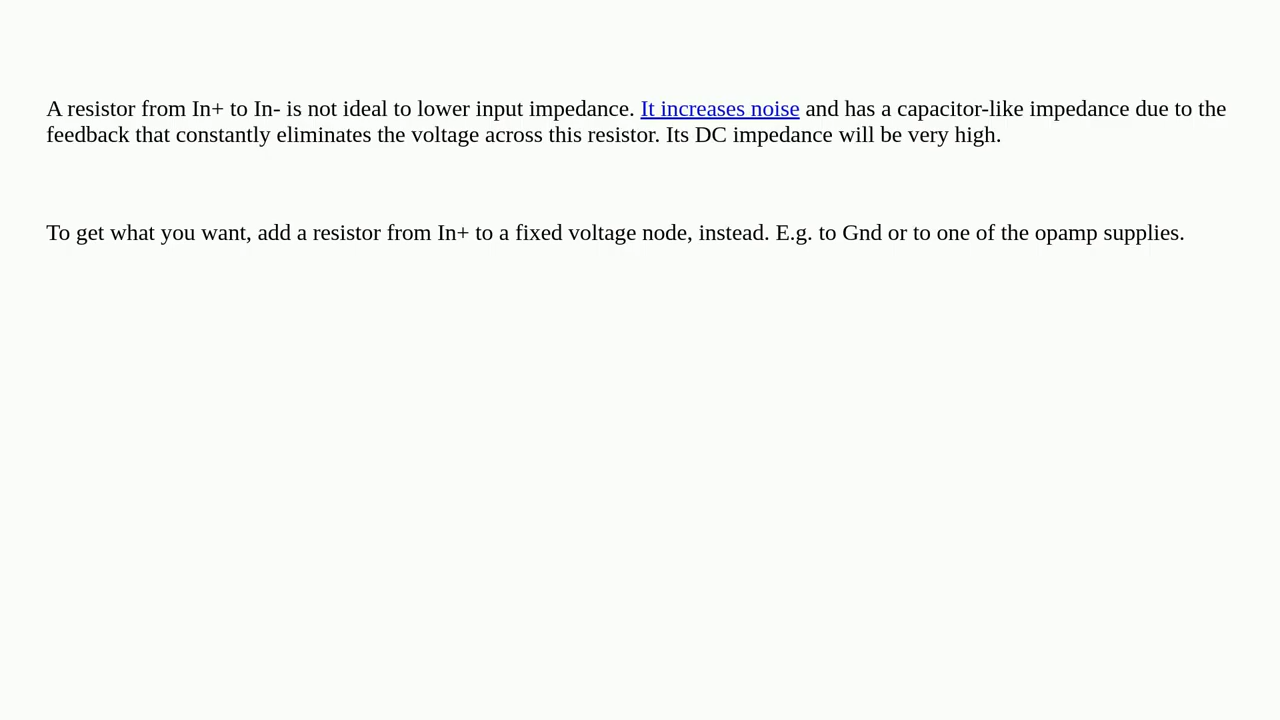 A resistor from In+ to In- is not ideal to lower input impedance. It increases noise and has a capacitor-like impedance due to the
feedback that constantly eliminates the voltage across this resistor. Its DC impedance will be very high.
To get what you want, add a resistor from In+ to a fixed voltage node, instead. E.g. to Gnd or to one of the opamp supplies.